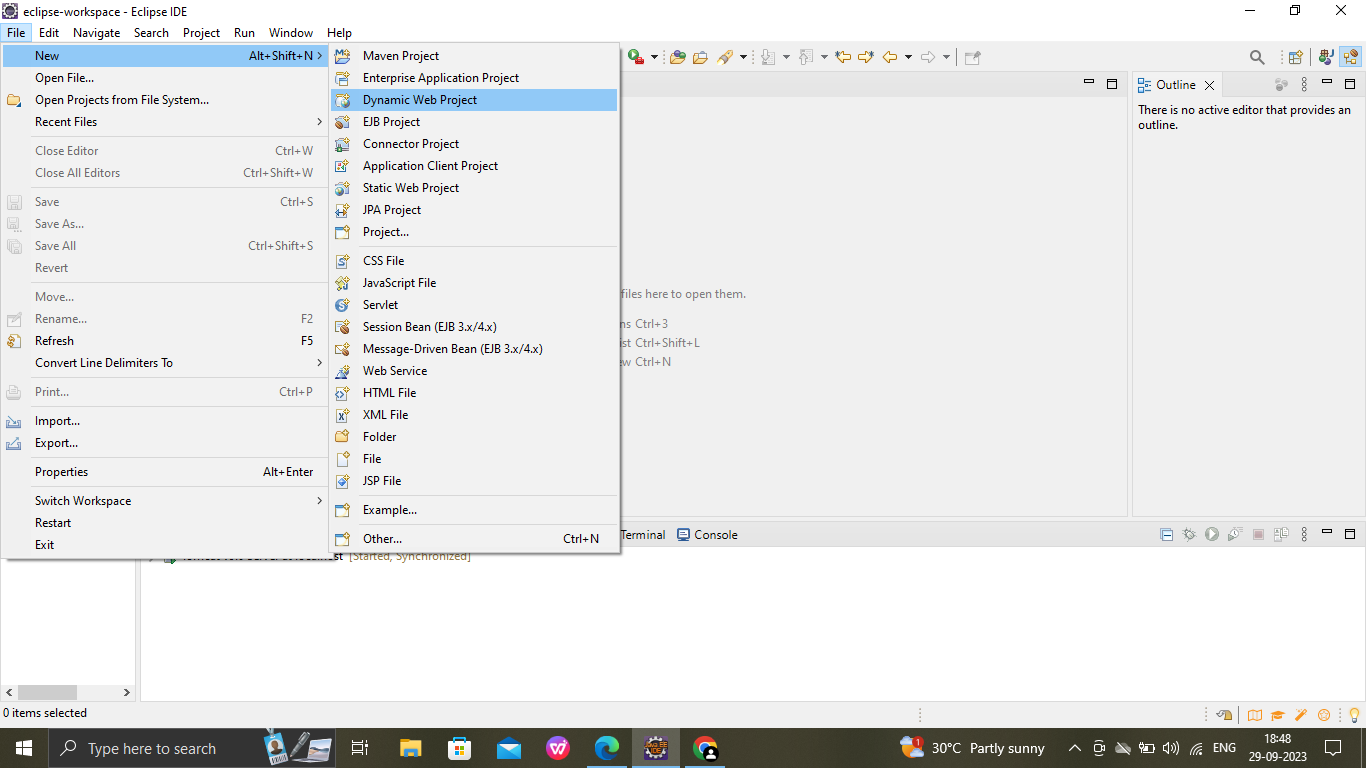 eclipse-workspace - Eclipse IDE
File Edit Navigate Search Project Run Window Help
New Alt+Shift+N
Open File...
Open Projects from File System...
Recent Files
Close Editor Ctrl+W
Close All Editors Ctrl+Shift+W
Save Ctrl+S
Save As...
Save All Ctrl+Shift+S
Revert
Move...
Rename... F2
Refresh F5
Convert Line Delimiters To
Print... Ctrl+P
Import...
Export...
Properties Alt+Enter
Switch Workspace
Restart
Exit
Maven Project
Enterprise Application Project
Dynamic Web Project
EJB Project
Connector Project
Application Client Project
Static Web Project
JPA Project
Project...
CSS File
JavaScript File
Servlet
Session Bean (EJB 3.x/4.x)
Message-Driven Bean (EJB 3.x/4.x)
Web Service
HTML File
XML File
Folder
File
JSP File
Example...
Other... Ctrl+N
files here to open them.
Ctrl+3
Ctrl+Shift+L
Ctrl+N
Outline
There is no active editor that provides an
outline.
Terminal Console
[Started, Synchronized]
0 items selected
Type here to search
1
30°C Partly sunny
ENG
18:48
29-09-2023